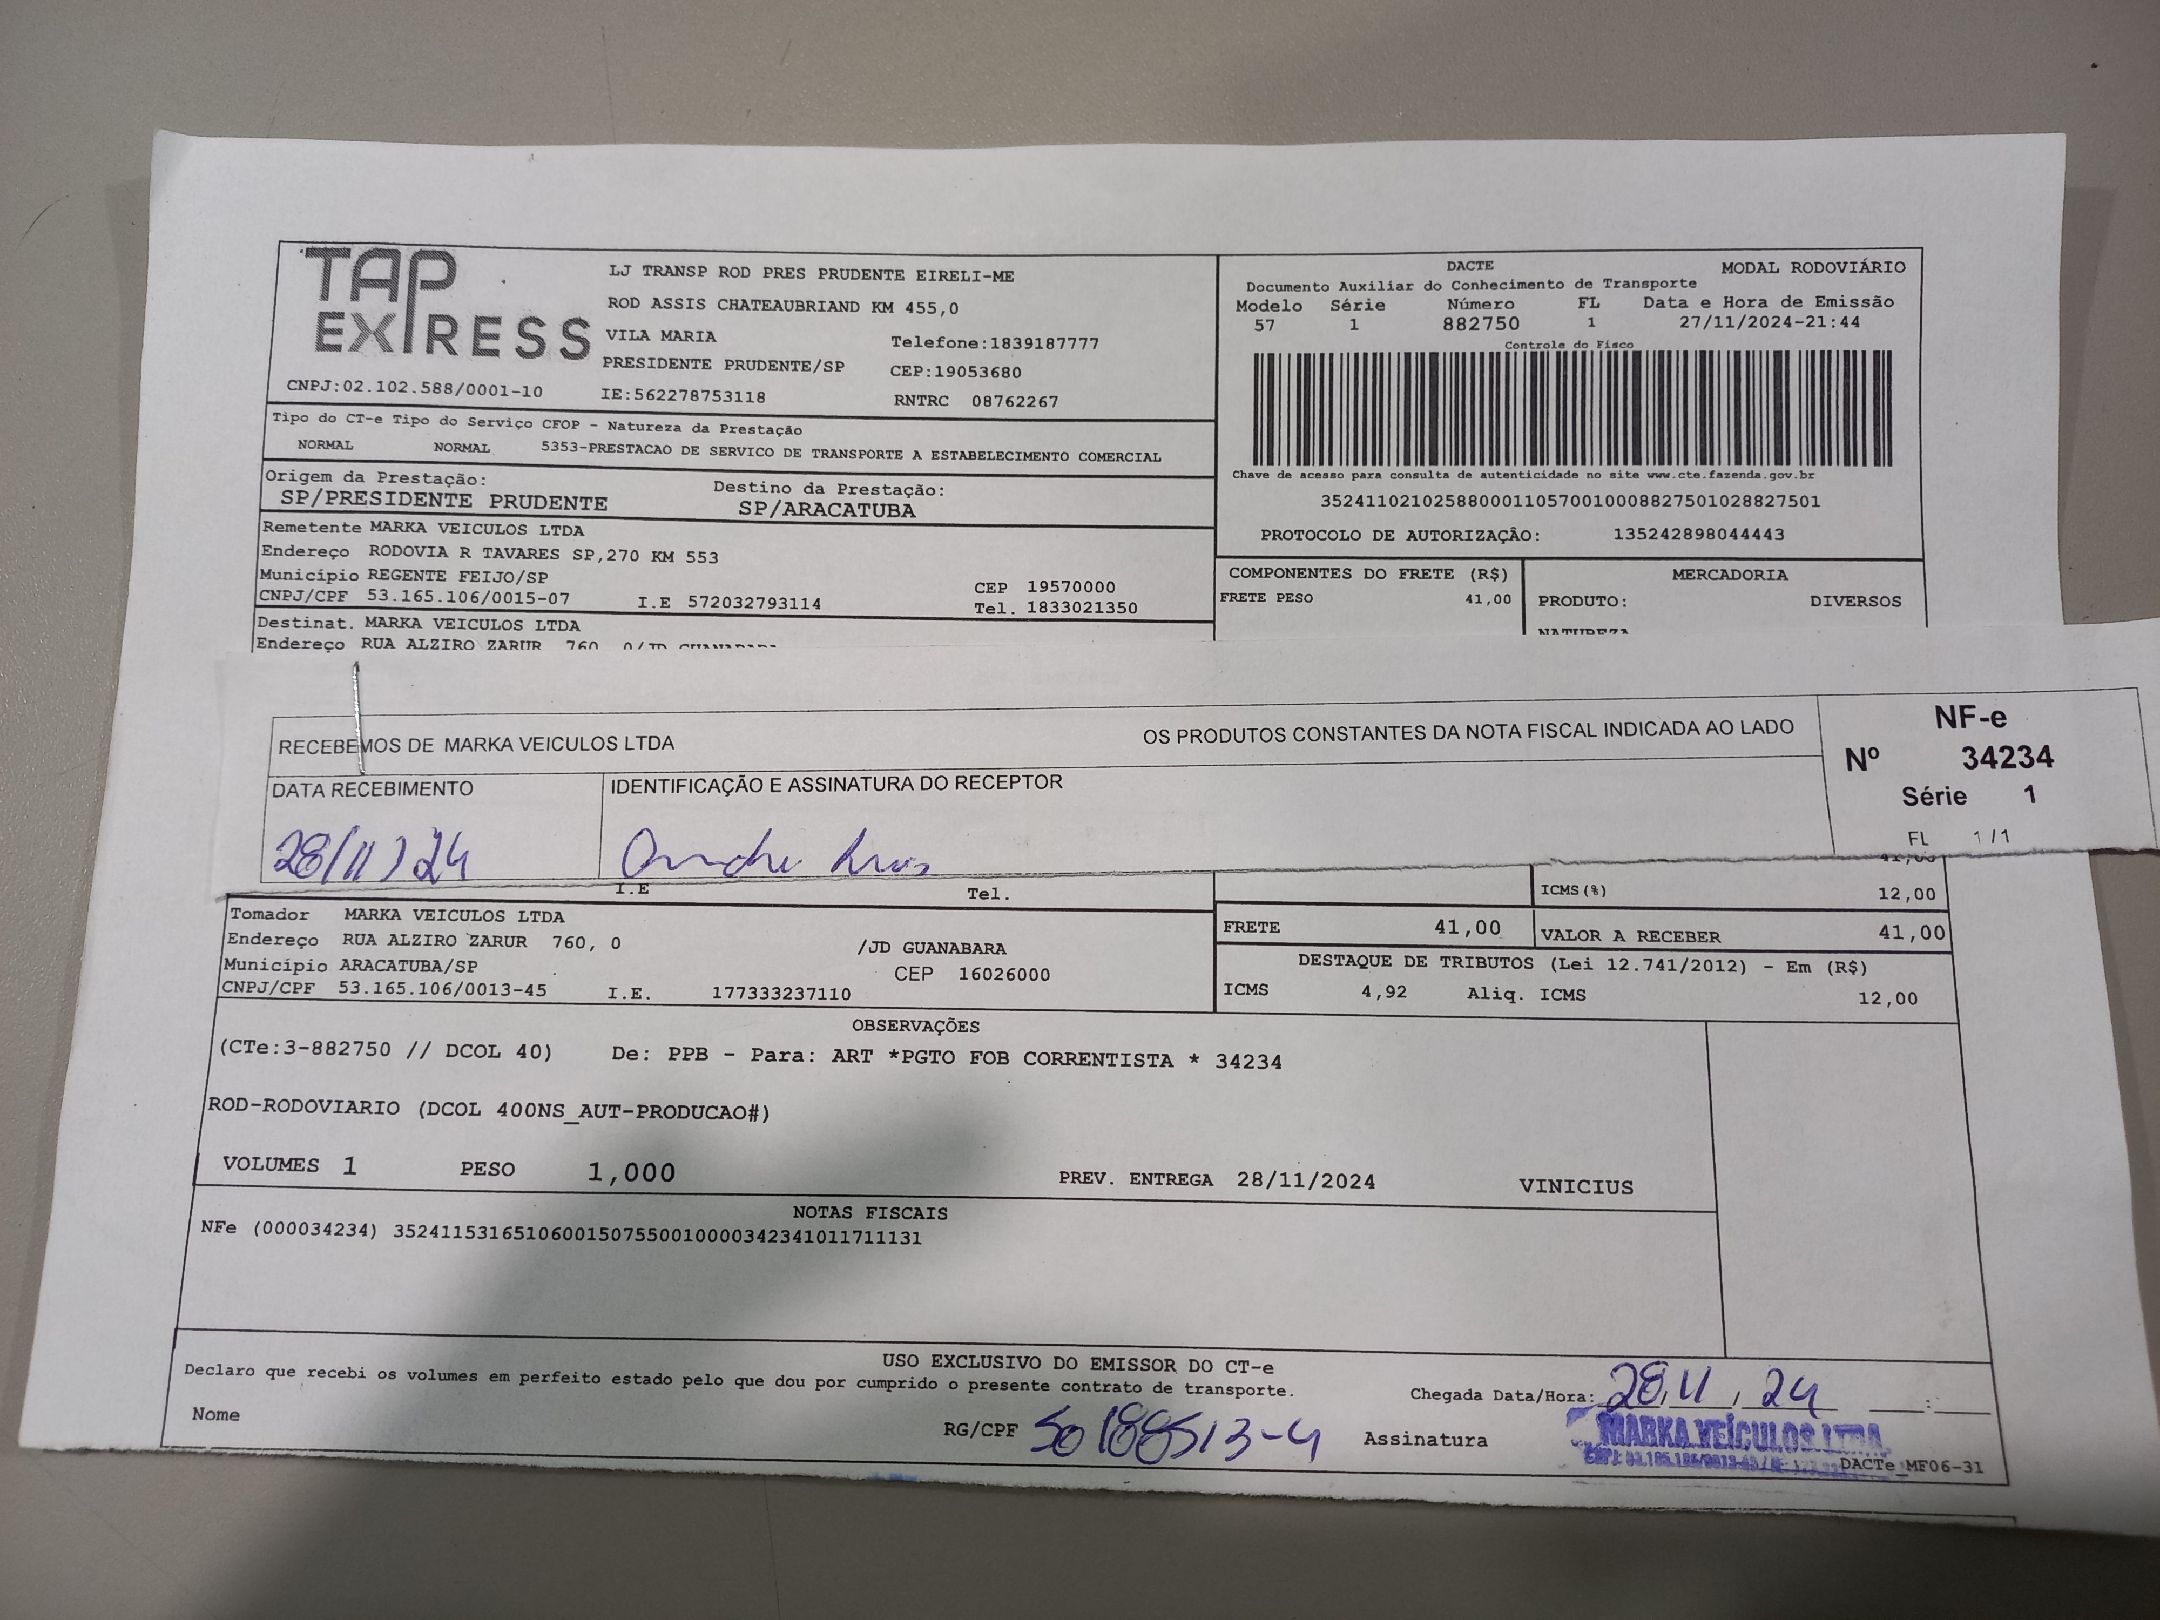 TAP EXPRESS
LJ TRANSP ROD PRES PRUDENTE EIRELI-ME
ROD ASSIS CHATEAUBRIAND KM 455,0
VILA MARIA Telefone:1839187777
PRESIDENTE PRUDENTE/SP CEP:19053680
CNPJ:02.102.588/0001-10 IE:562278753118 RNTRC 08762267
DACTE MODAL RODOVIÁRIO
Documento Auxiliar do Conhecimento de Transporte
Modelo Série Número FL Data e Hora de Emissão
57 1 882750 1 27/11/2024-21:44
Controle do Fisco
Chave de acesso para consulta de autenticidade no site www.cte.fazenda.gov.br
35241102102588000110570010008827501028827501
PROTOCOLO DE AUTORIZAÇÃO: 135242898044443
Tipo do CT-e Tipo do Serviço CFOP - Natureza da Prestação
NORMAL NORMAL 5353-PRESTACAO DE SERVICO DE TRANSPORTE A ESTABELECIMENTO COMERCIAL
Origem da Prestação: Destino da Prestação:
SP/PRESIDENTE PRUDENTE SP/ARACATUBA
Remetente MARKA VEICULOS LTDA
Endereço RODOVIA R TAVARES SP,270 KM 553
Município REGENTE FEIJO/SP CEP 19570000
CNPJ/CPF 53.165.106/0015-07 I.E 572032793114 Tel. 1833021350
COMPONENTES DO FRETE (R$) MERCADORIA
FRETE PESO 41,00 PRODUTO: DIVERSOS
NATUREZA
Destinat. MARKA VEICULOS LTDA
Endereço RUA ALZIRO ZARUR 760, 0/JD GUANABARA
RECEBEMOS DE MARKA VEICULOS LTDA OS PRODUTOS CONSTANTES DA NOTA FISCAL INDICADA AO LADO
NF-e
Nº 34234
Série 1
FL 1/1
DATA RECEBIMENTO IDENTIFICAÇÃO E ASSINATURA DO RECEPTOR
28/11/24
41,00
I.E Tel. ICMS(%) 12,00
Tomador MARKA VEICULOS LTDA
Endereço RUA ALZIRO ZARUR 760, 0 /JD GUANABARA
Município ARACATUBA/SP CEP 16026000
CNPJ/CPF 53.165.106/0013-45 I.E. 177333237110
FRETE 41,00 VALOR A RECEBER 41,00
DESTAQUE DE TRIBUTOS (Lei 12.741/2012) - Em (R$)
ICMS 4,92 Aliq. ICMS 12,00
OBSERVAÇÕES
(CTe:3-882750 // DCOL 40) De: PPB - Para: ART *PGTO FOB CORRENTISTA * 34234
ROD-RODOVIARIO (DCOL 400NS_AUT-PRODUCAO#)
VOLUMES 1 PESO 1,000 PREV. ENTREGA 28/11/2024 VINICIUS
NOTAS FISCAIS
NFe (000034234) 35241153165106001507550010000342341011711131
USO EXCLUSIVO DO EMISSOR DO CT-e
Declaro que recebi os volumes em perfeito estado pelo que dou por cumprido o presente contrato de transporte.
Chegada Data/Hora: 28,11,24 :
Nome RG/CPF 50188513-4 Assinatura
MARKA VEÍCULOS LTDA.
DACTe_MF06-31